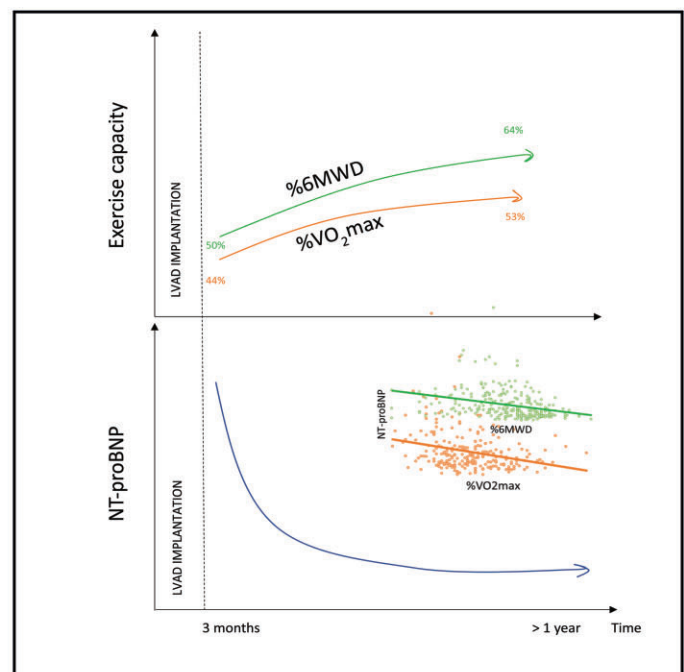 Exercise capacity
LVAD IMPLANTATION
64%
%6MWD
53%
%VO₂max
50%
44%
NT-proBNP
LVAD IMPLANTATION
NT-proBNP
%6MWD
%VO2max
3 months
> 1 year
Time